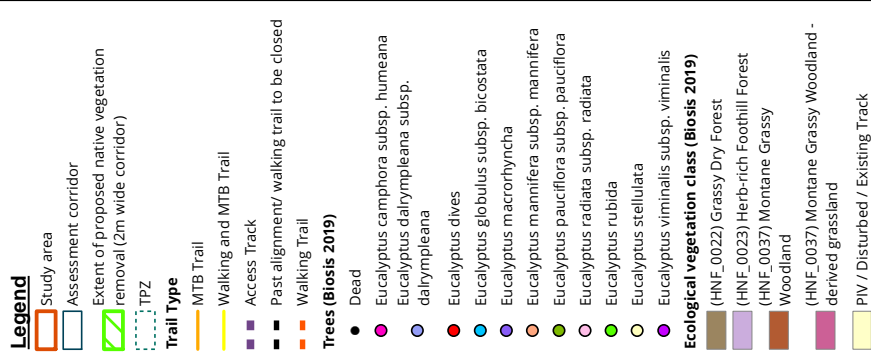 Legend
Study area
Assessment corridor
Extent of proposed native vegetation
removal (2m wide corridor)
TPZ
Trail Type
MTB Trail
Walking and MTB Trail
Access Track
Past alignment/ walking trail to be closed
Walking Trail
Trees (Biosis 2019)
Dead
Eucalyptus camphora subsp. humeana
Eucalyptus dalrympleana subsp.
dalrympleana
Eucalyptus dives
Eucalyptus globulus subsp. bicostata
Eucalyptus macrorhyncha
Eucalyptus mannifera subsp. mannifera
Eucalyptus pauciflora subsp. pauciflora
Eucalyptus radiata subsp. radiata
Eucalyptus rubida
Eucalyptus stellulata
Eucalyptus viminalis subsp. viminalis
Ecological vegetation class (Biosis 2019)
(HNF_0022) Grassy Dry Forest
(HNF_0023) Herb-rich Foothill Forest
(HNF_0037) Montane Grassy
Woodland
(HNF_0037) Montane Grassy Woodland -
derived grassland
PIV / Disturbed / Existing Track